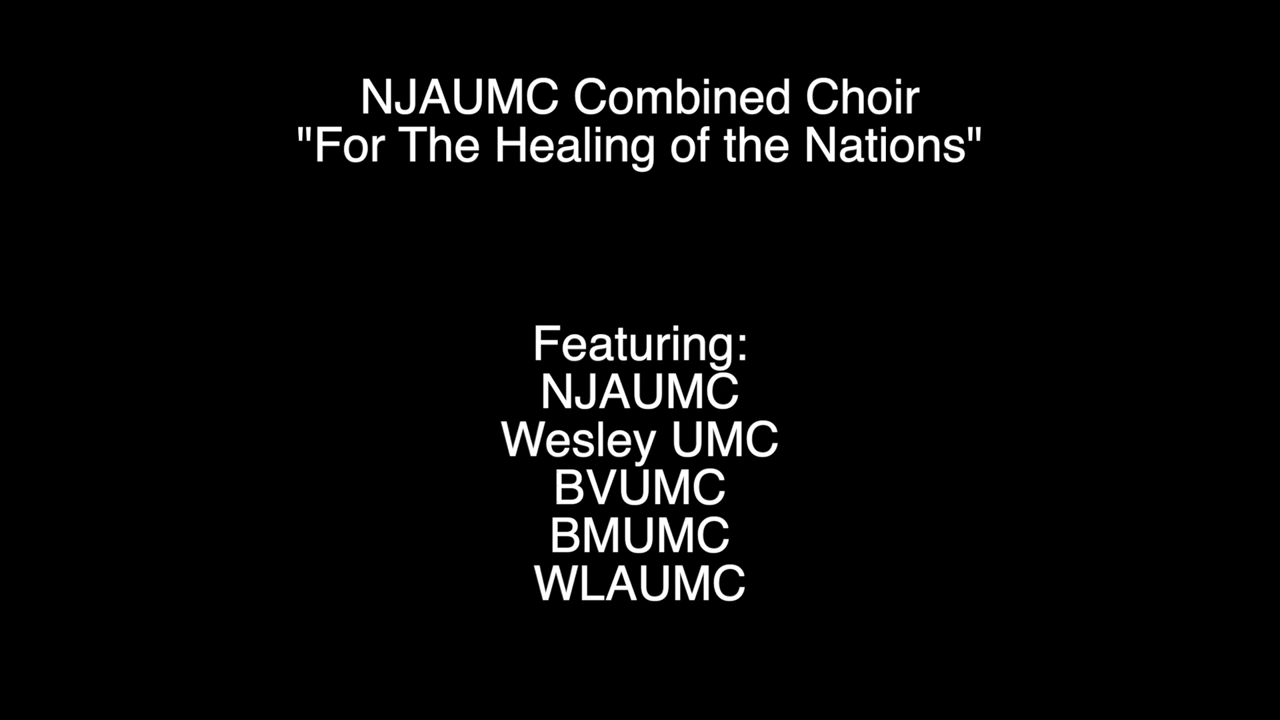 NJAUMC Combined Choir
"For The Healing of the Nations"
Featuring:
NJAUMC
Wesley UMC
BVUMC
BMUMC
WLAUMC